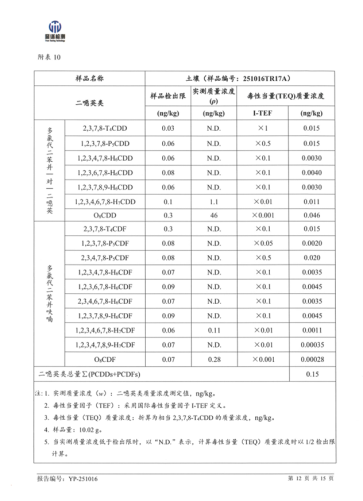 附表 10
样品名称 土壤（样品编号：251016TR17A）
二噁英类 样品检出限 实测质量浓度(ρ) 毒性当量(TEQ)质量浓度
(ng/kg) (ng/kg) I-TEF (ng/kg)
多氯代二苯并-对-二噁英
2,3,7,8-T₄CDD 0.03 N.D. ×1 0.015
1,2,3,7,8-P₅CDD 0.06 N.D. ×0.5 0.015
1,2,3,4,7,8-H₆CDD 0.06 N.D. ×0.1 0.0030
1,2,3,6,7,8-H₆CDD 0.08 N.D. ×0.1 0.0040
1,2,3,7,8,9-H₆CDD 0.06 N.D. ×0.1 0.0030
1,2,3,4,6,7,8-H₇CDD 0.1 1.1 ×0.01 0.011
O₈CDD 0.3 46 ×0.001 0.046
多氯代二苯并呋喃
2,3,7,8-T₄CDF 0.3 N.D. ×0.1 0.015
1,2,3,7,8-P₅CDF 0.08 N.D. ×0.05 0.0020
2,3,4,7,8-P₅CDF 0.08 N.D. ×0.5 0.020
1,2,3,4,7,8-H₆CDF 0.07 N.D. ×0.1 0.0035
1,2,3,6,7,8-H₆CDF 0.09 N.D. ×0.1 0.0045
2,3,4,6,7,8-H₆CDF 0.07 N.D. ×0.1 0.0035
1,2,3,7,8,9-H₆CDF 0.09 N.D. ×0.1 0.0045
1,2,3,4,6,7,8-H₇CDF 0.06 0.11 ×0.01 0.0011
1,2,3,4,7,8,9-H₇CDF 0.07 N.D. ×0.01 0.00035
O₈CDF 0.07 0.28 ×0.001 0.00028
二噁英类总量∑(PCDDs+PCDFs) 0.15
注: 1. 实测质量浓度（w）：二噁英类质量浓度测定值，ng/kg。
2. 毒性当量因子（TEF）：采用国际毒性当量因子 I-TEF 定义。
3. 毒性当量（TEQ）质量浓度：折算为相当 2,3,7,8-T₄CDD 的质量浓度，ng/kg。
4. 样品量：10.02 g。
5. 当实测质量浓度低于检出限时，以“N.D.”表示，计算毒性当量（TEQ）质量浓度时以 1/2 检出限
计算。
报告编号: YP-251016 第 12 页 共 15 页